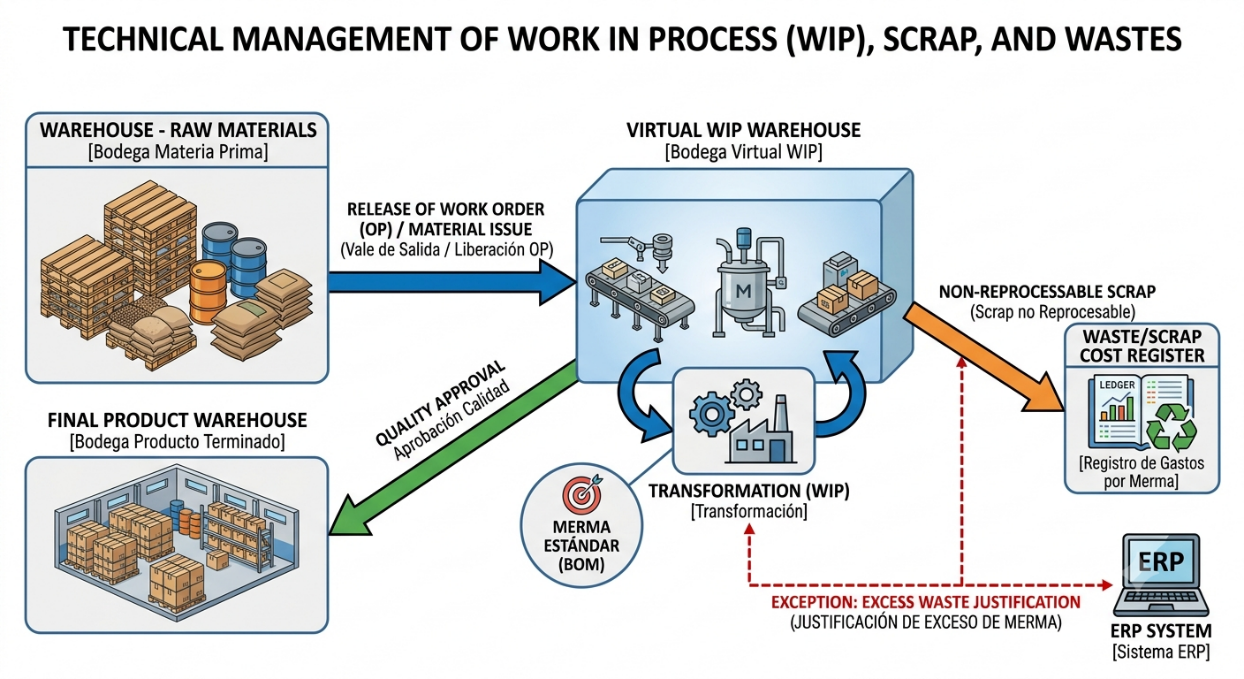 TECHNICAL MANAGEMENT OF WORK IN PROCESS (WIP), SCRAP, AND WASTES
WAREHOUSE - RAW MATERIALS
[Bodega Materia Prima]
RELEASE OF WORK ORDER
(OP) / MATERIAL ISSUE
(Vale de Salida / Liberación OP)
VIRTUAL WIP WAREHOUSE
[Bodega Virtual WIP]
M
NON-REPROCESSABLE SCRAP
(Scrap no Reprocesable)
WASTE/SCRAP
COST REGISTER
LEDGER
[Registro de Gastos
por Merma]
QUALITY APPROVAL
Aprobación Calidad
FINAL PRODUCT WAREHOUSE
[Bodega Producto Terminado]
MERMA
ESTÁNDAR
(BOM)
TRANSFORMATION (WIP)
[Transformación]
EXCEPTION: EXCESS WASTE JUSTIFICATION
(JUSTIFICACIÓN DE EXCESO DE MERMA)
ERP
ERP SYSTEM
[Sistema ERP]